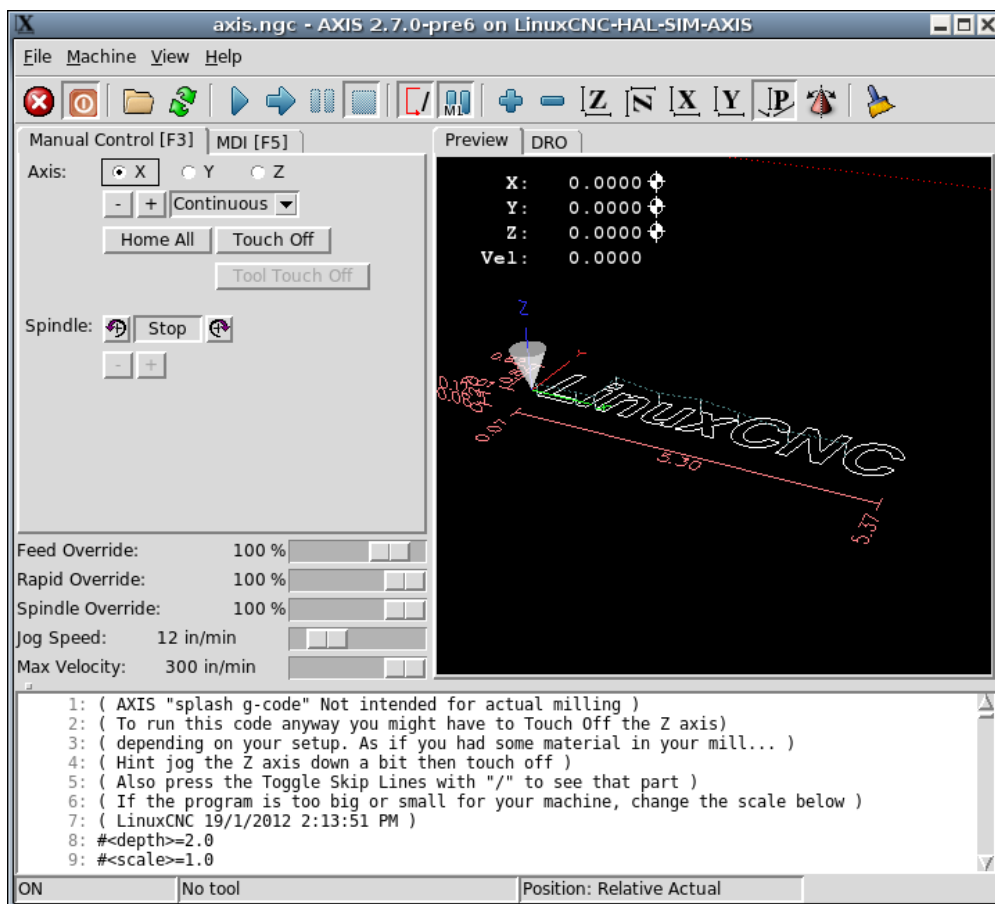 axis.ngc - AXIS 2.7.0-pre6 on LinuxCNC-HAL-SIM-AXIS
File Machine View Help
M1 Z N X Y P
Manual Control [F3] MDI [F5]
Preview DRO
Axis: X Y Z
- + Continuous
Home All Touch Off
Tool Touch Off
Spindle: Stop
- +
X: 0.0000
Y: 0.0000
Z: 0.0000
Vel: 0.0000
Z
Y
LinuxCNC
0.07
5.30
5.37
Feed Override: 100 %
Rapid Override: 100 %
Spindle Override: 100 %
Jog Speed: 12 in/min
Max Velocity: 300 in/min
1: ( AXIS "splash g-code" Not intended for actual milling )
2: ( To run this code anyway you might have to Touch Off the Z axis)
3: ( depending on your setup. As if you had some material in your mill... )
4: ( Hint jog the Z axis down a bit then touch off )
5: ( Also press the Toggle Skip Lines with "/" to see that part )
6: ( If the program is too big or small for your machine, change the scale below )
7: ( LinuxCNC 19/1/2012 2:13:51 PM )
8: #<depth>=2.0
9: #<scale>=1.0
ON No tool Position: Relative Actual